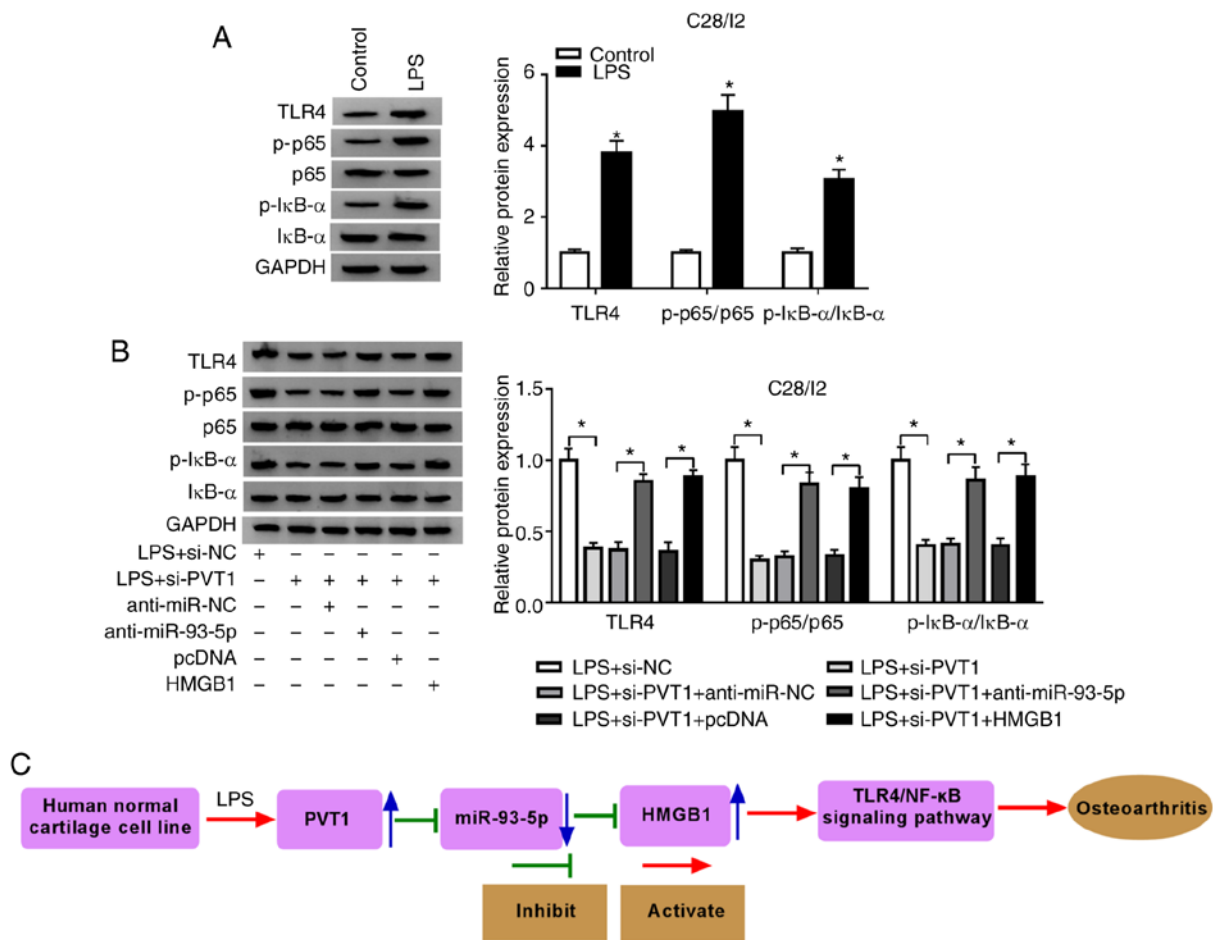 A
Control
LPS
TLR4
p-p65
p65
p-IκB-α
IκB-α
GAPDH
C28/I2
Control
LPS
Relative protein expression
6
4
2
0
*
*
*
TLR4
p-p65/p65
p-IκB-α/IκB-α
B
TLR4
p-p65
p65
p-IκB-α
IκB-α
GAPDH
LPS+si-NC + − − − − −
LPS+si-PVT1 − + + + + +
anti-miR-NC − − + − − −
anti-miR-93-5p − − − + − −
pcDNA − − − − + −
HMGB1 − − − − − +
C28/I2
Relative protein expression
1.5
1.0
0.5
0.0
* * * * * * * * *
TLR4
p-p65/p65
p-IκB-α/IκB-α
LPS+si-NC
LPS+si-PVT1
LPS+si-PVT1+anti-miR-NC
LPS+si-PVT1+anti-miR-93-5p
LPS+si-PVT1+pcDNA
LPS+si-PVT1+HMGB1
C
Human normal
cartilage cell line
LPS
PVT1
miR-93-5p
HMGB1
TLR4/NF-κB
signaling pathway
Osteoarthritis
Inhibit
Activate